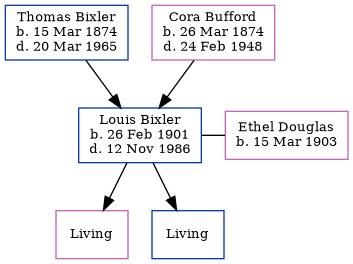 Thomas Bixler
b. 15 Mar 1874
d. 20 Mar 1965
Cora Bufford
b. 26 Mar 1874
d. 24 Feb 1948
Louis Bixler
b. 26 Feb 1901
d. 12 Nov 1986
Ethel Douglas
b. 15 Mar 1903
Living
Living